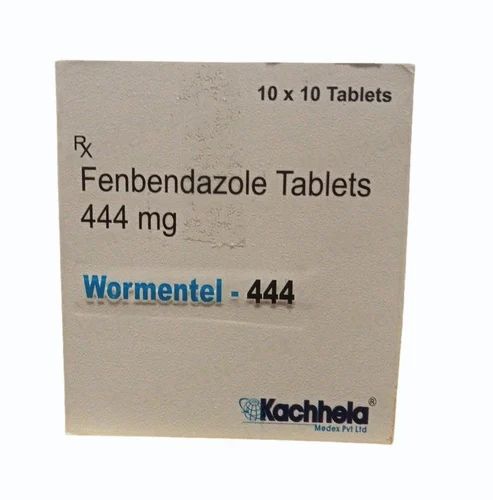 10 x 10 Tablets
Rx
Fenbendazole Tablets
444 mg
Wormentel - 444
Kachhela®
Medex Pvt Ltd